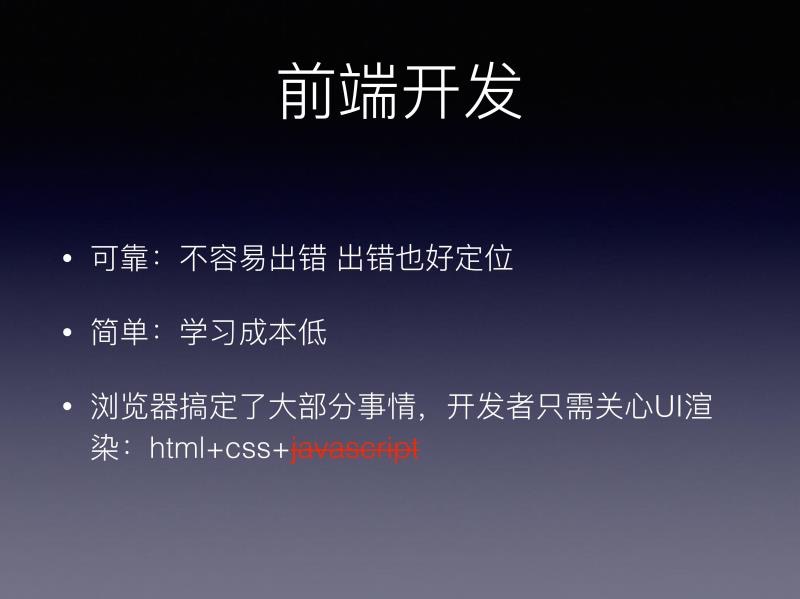 前端开发
• 可靠：不容易出错 出错也好定位
• 简单：学习成本低
• 浏览器搞定了大部分事情，开发者只需关心UI渲
染：html+css+javascript